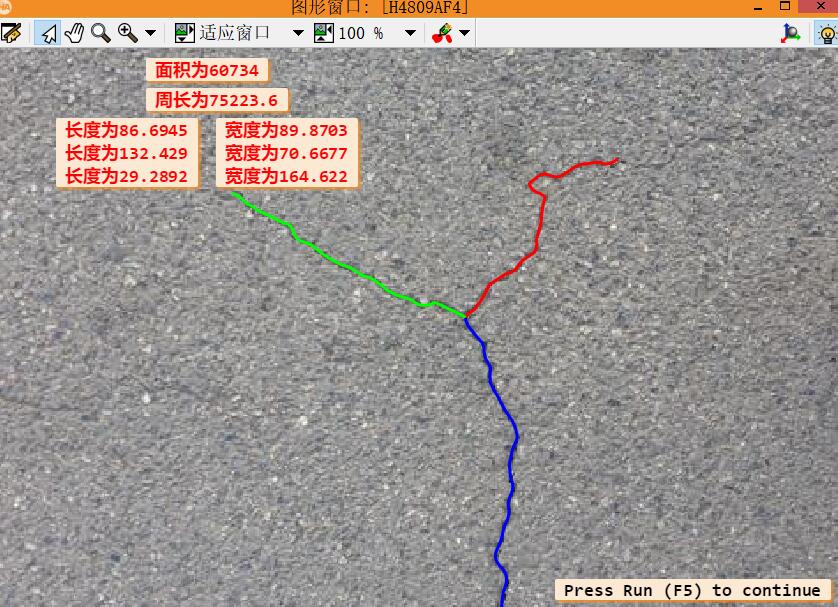 图形窗口: [H4809AF4]
适应窗口 100 %
面积为60734
周长为75223.6
长度为86.6945 宽度为89.8703
长度为132.429 宽度为70.6677
长度为29.2892 宽度为164.622
Press Run (F5) to continue